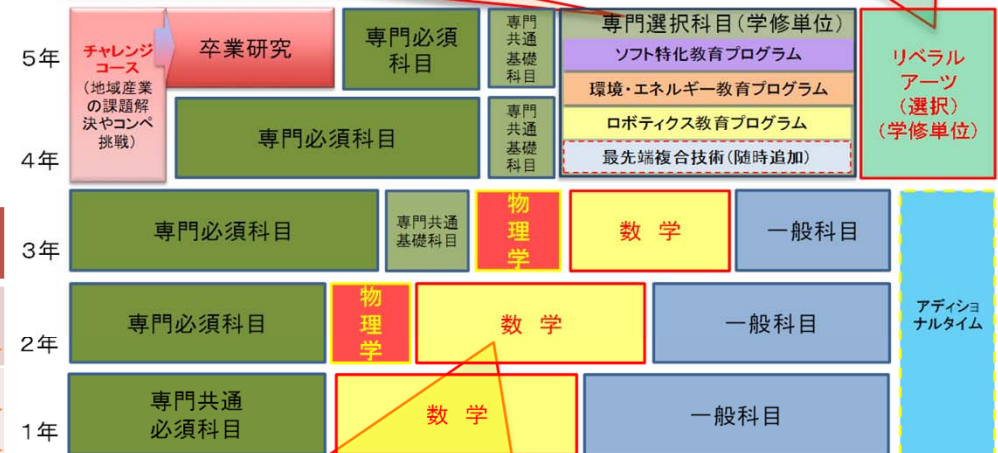 5年
チャレンジ
コース
(地域産業
の課題解
決やコンペ
挑戦)
卒業研究
専門必須
科目
専門
共通
基礎
科目
専門選択科目(学修単位)
ソフト特化教育プログラム
環境・エネルギー教育プログラム
ロボティクス教育プログラム
最先端複合技術(随時追加)
リベラル
アーツ
(選択)
(学修単位)
4年
専門必須科目
専門
共通
基礎
科目
3年
専門必須科目
専門共通
基礎科目
物
理
学
数 学
一般科目
アディショ
ナルタイム
2年
専門必須科目
物
理
学
数 学
一般科目
1年
専門共通
必須科目
数 学
一般科目